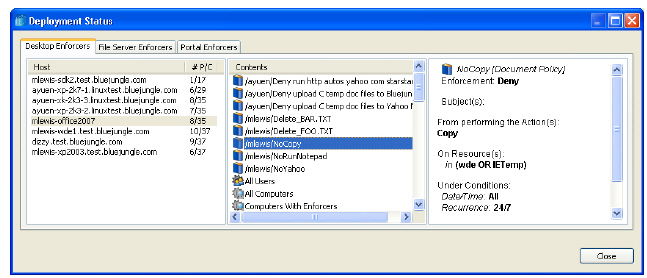 Deployment Status
Desktop Enforcers File Server Enforcers Portal Enforcers
Host # P/C
mlewis-sdk2.test.bluejungle.com 1/17
ayuen-xp-2k7-1.linuxtest.bluejungle.com 6/29
ayuen-xk-2k3-3.linuxtest.bluejungle.com 8/35
ayuen-xp-2k3-2.linuxtest.bluejungle.com 7/35
mlewis-office2007 8/35
mlewis-wde1.test.bluejungle.com 10/37
dizzy.test.bluejungle.com 9/37
mlewis-xp2003.test.bluejungle.com 6/37
Contents
/ayuen/Deny run http autos yahoo com starstar
/ayuen/Deny upload C temp doc files to Bluejun
/ayuen/Deny upload C temp doc files to Yahoo
/mlewis/Delete_BAR.TXT
/mlewis/Delete_FOO.TXT
/mlewis/NoCopy
/mlewis/NoRunNotepad
/mlewis/NoYahoo
All Users
All Computers
Computers With Enforcers
NoCopy (Document Policy)
Enforcement: Deny
Subject(s):
From performing the Action(s):
Copy
On Resource(s):
in (wde OR IETemp)
Under Conditions:
Date/Time: All
Recurrence: 24/7
Close